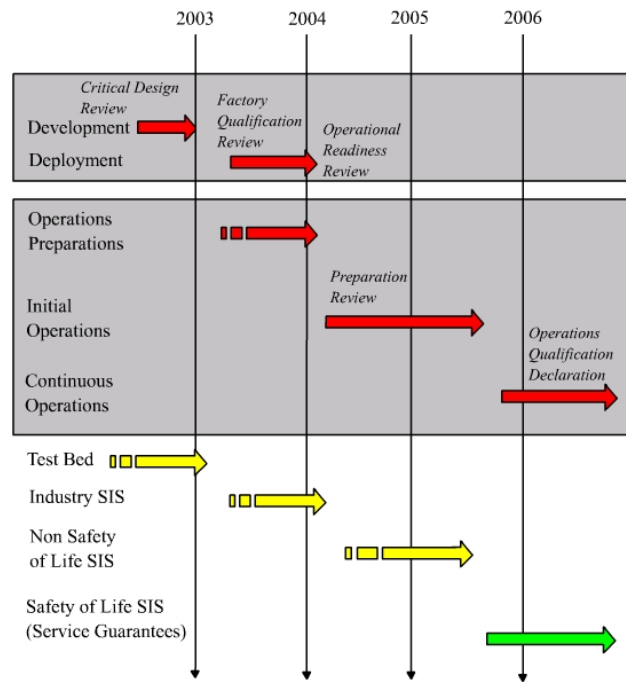 2003 2004 2005 2006
Critical Design
Review
Development
Factory
Qualification
Review
Operational
Readiness
Review
Deployment
Operations
Preparations
Preparation
Review
Initial
Operations
Operations
Qualification
Declaration
Continuous
Operations
Test Bed
Industry SIS
Non Safety
of Life SIS
Safety of Life SIS
(Service Guarantees)